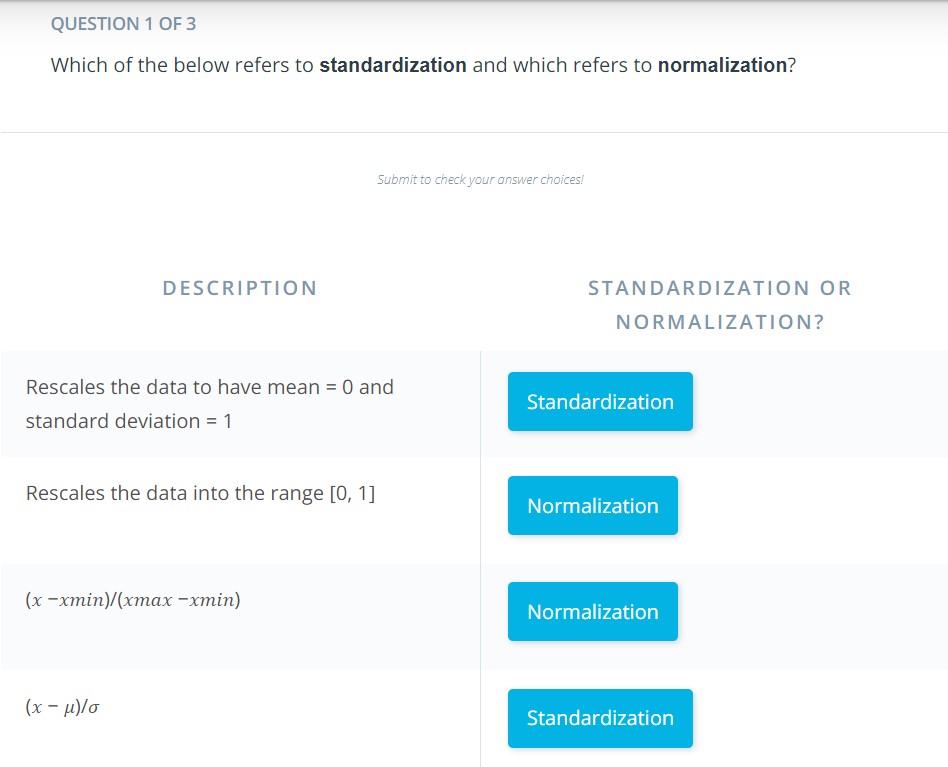 QUESTION 1 OF 3
Which of the below refers to standardization and which refers to normalization?
Submit to check your answer choices!
DESCRIPTION
STANDARDIZATION OR
NORMALIZATION?
Rescales the data to have mean = 0 and
standard deviation = 1
Standardization
Rescales the data into the range [0, 1]
Normalization
(x −xmin)/(xmax −xmin)
Normalization
(x − μ)/σ
Standardization